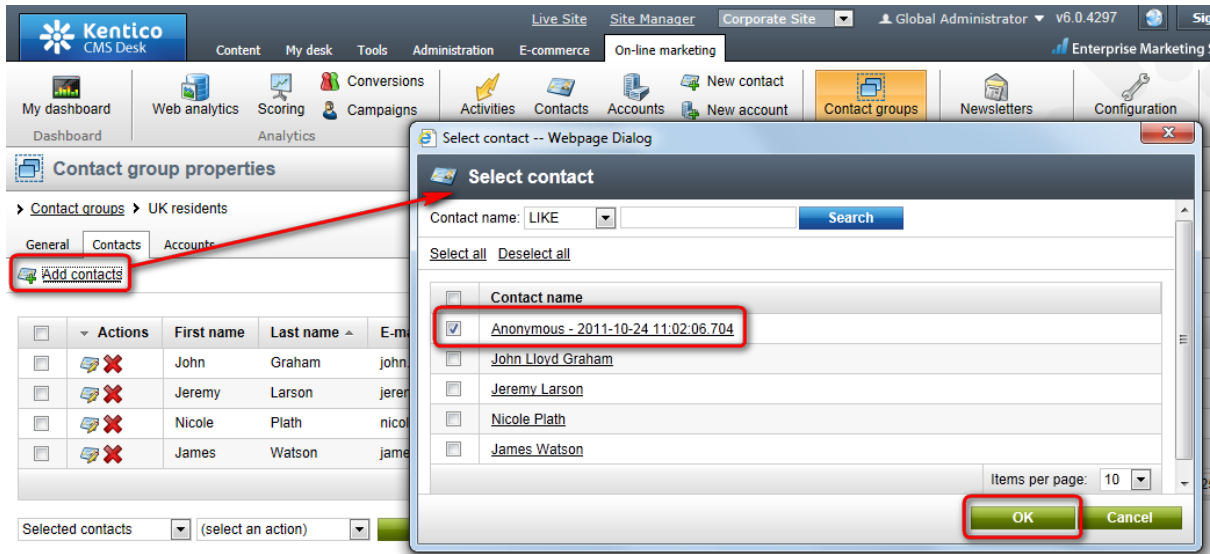 Kentico
CMS Desk
Live Site Site Manager Corporate Site Global Administrator v6.0.4297
Content My desk Tools Administration E-commerce On-line marketing
Enterprise Marketing
My dashboard Web analytics Scoring Conversions Campaigns Activities Contacts Accounts New contact New account Contact groups Newsletters Configuration
Dashboard Analytics
Select contact -- Webpage Dialog x
Contact group properties
Select contact
Contact groups UK residents
Contact name: LIKE Search
General Contacts Accounts
Select all Deselect all
Add contacts
Contact name
Anonymous - 2011-10-24 11:02:06.704
John Lloyd Graham
Jeremy Larson
Nicole Plath
James Watson
Actions First name Last name
John Graham john.
Jeremy Larson
Nicole Plath
James Watson
Items per page: 10
OK Cancel
Selected contacts (select an action)